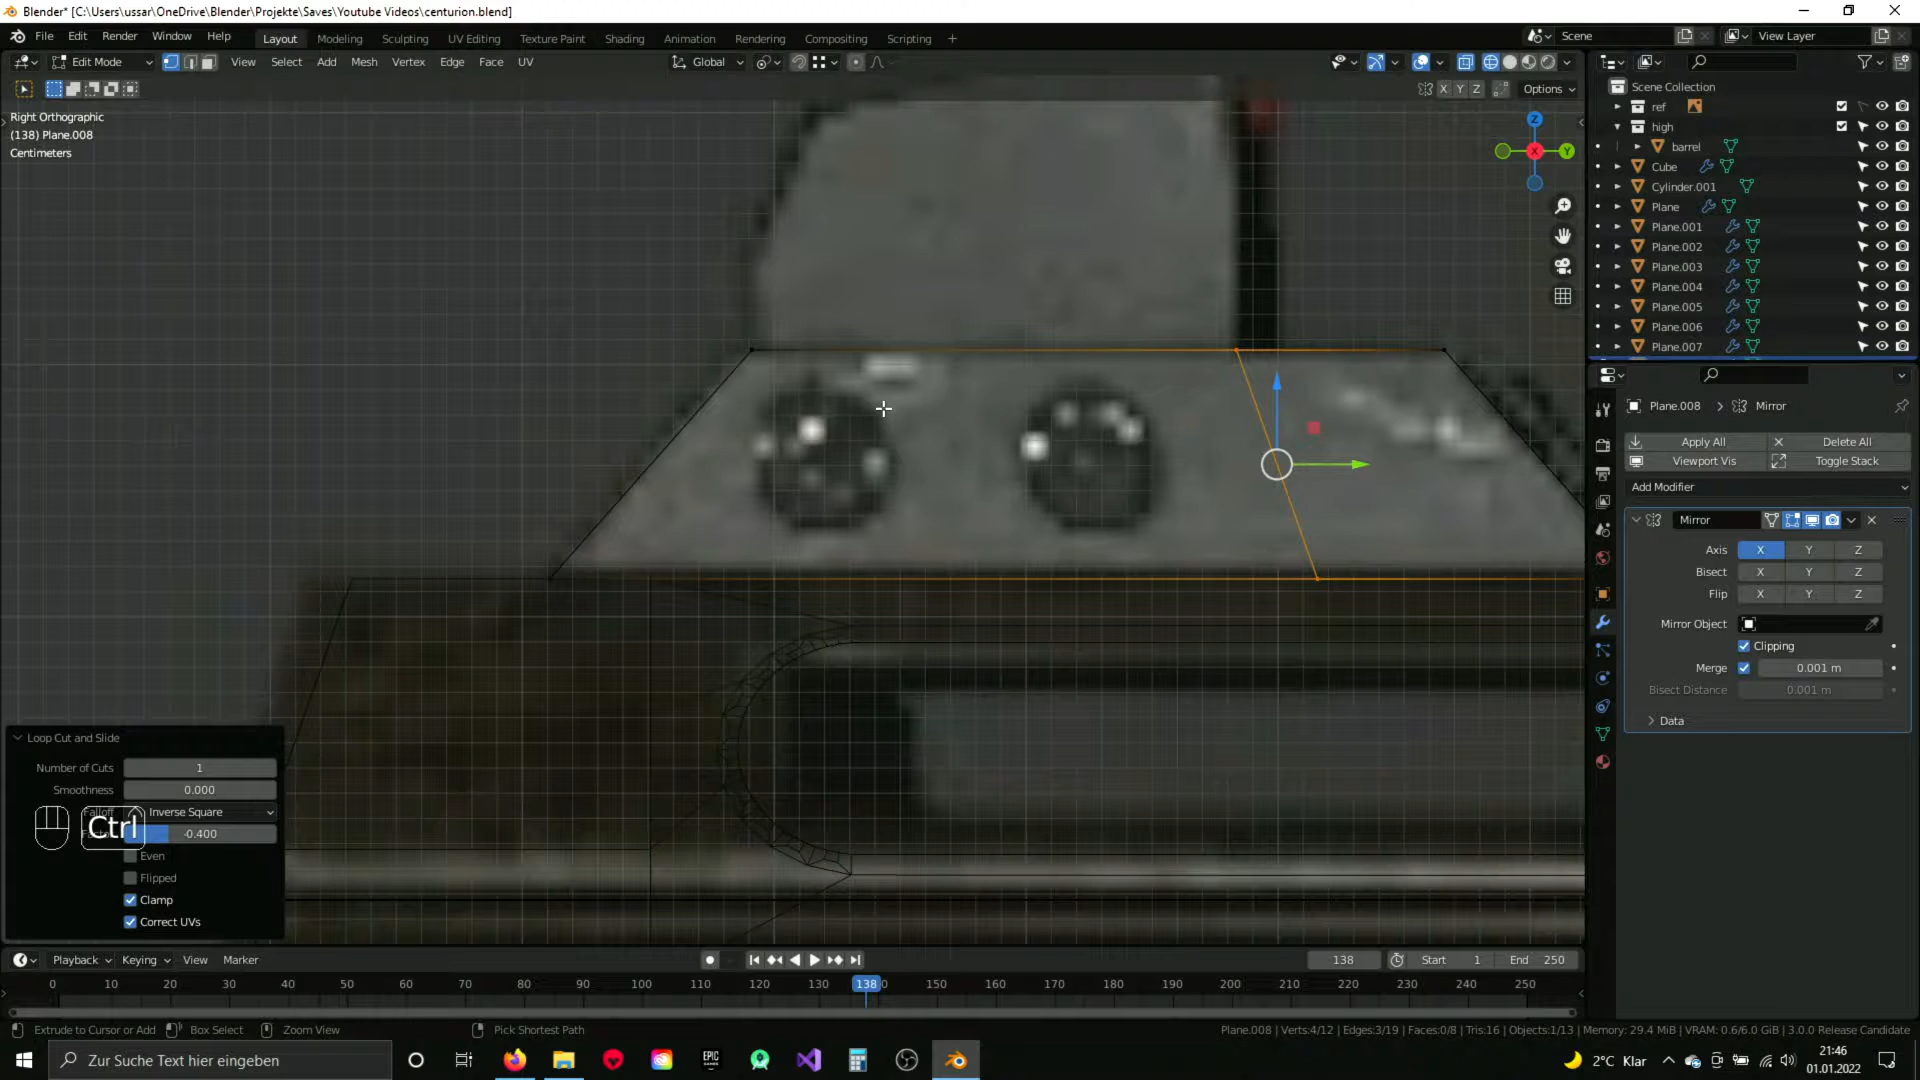 Blender* [C:\Users\ussar\OneDrive\Blender\Projekte\Saves\Youtube Videos\centurion.blend]
File Edit Render Window Help
Layout Modeling Sculpting UV Editing Texture Paint Shading Animation Rendering Compositing Scripting +
Scene View Layer
Edit Mode View Select Add Mesh Vertex Edge Face UV
Global
X Y Z Options
Right Orthographic
(138) Plane.008
Centimeters
Z
X Y
Scene Collection
ref
high
barrel
Cube
Cylinder.001
Plane
Plane.001
Plane.002
Plane.003
Plane.004
Plane.005
Plane.006
Plane.007
Plane.008 > Mirror
Apply All Delete All
Viewport Vis Toggle Stack
Add Modifier
Mirror
Axis X Y Z
Bisect X Y Z
Flip X Y Z
Mirror Object
Clipping
Merge 0.001 m
Bisect Distance 0.001 m
Data
Loop Cut and Slide
Number of Cuts 1
Smoothness 0.000
Falloff Inverse Square
-0.400
Ctrl
Even
Flipped
Clamp
Correct UVs
Playback Keying View Marker
138 Start 1 End 250
0 10 20 30 40 50 60 70 80 90 100 110 120 130 138 150 160 170 180 190 200 210 220 230 240 250
Extrude to Cursor or Add Box Select Zoom View Pick Shortest Path
Plane.008 | Verts:4/12 | Edges:3/19 | Faces:0/8 | Tris:16 | Objects:1/13 | Memory: 29.4 MiB | VRAM: 0.6/6.0 GiB | 3.0.0 Release Candidate
Zur Suche Text hier eingeben
EPIC GAMES
2°C Klar
21:46
01.01.2022